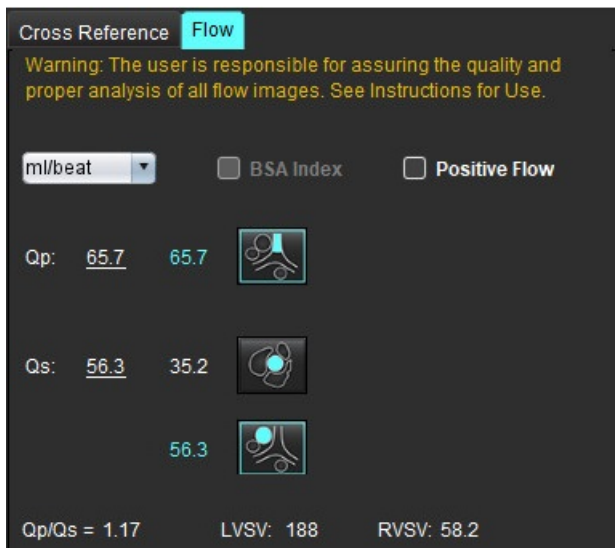 Cross Reference Flow
Warning: The user is responsible for assuring the quality and
proper analysis of all flow images. See Instructions for Use.
ml/beat BSA Index Positive Flow
Qp: 65.7 65.7
Qs: 56.3 35.2
56.3
Qp/Qs = 1.17 LVSV: 188 RVSV: 58.2